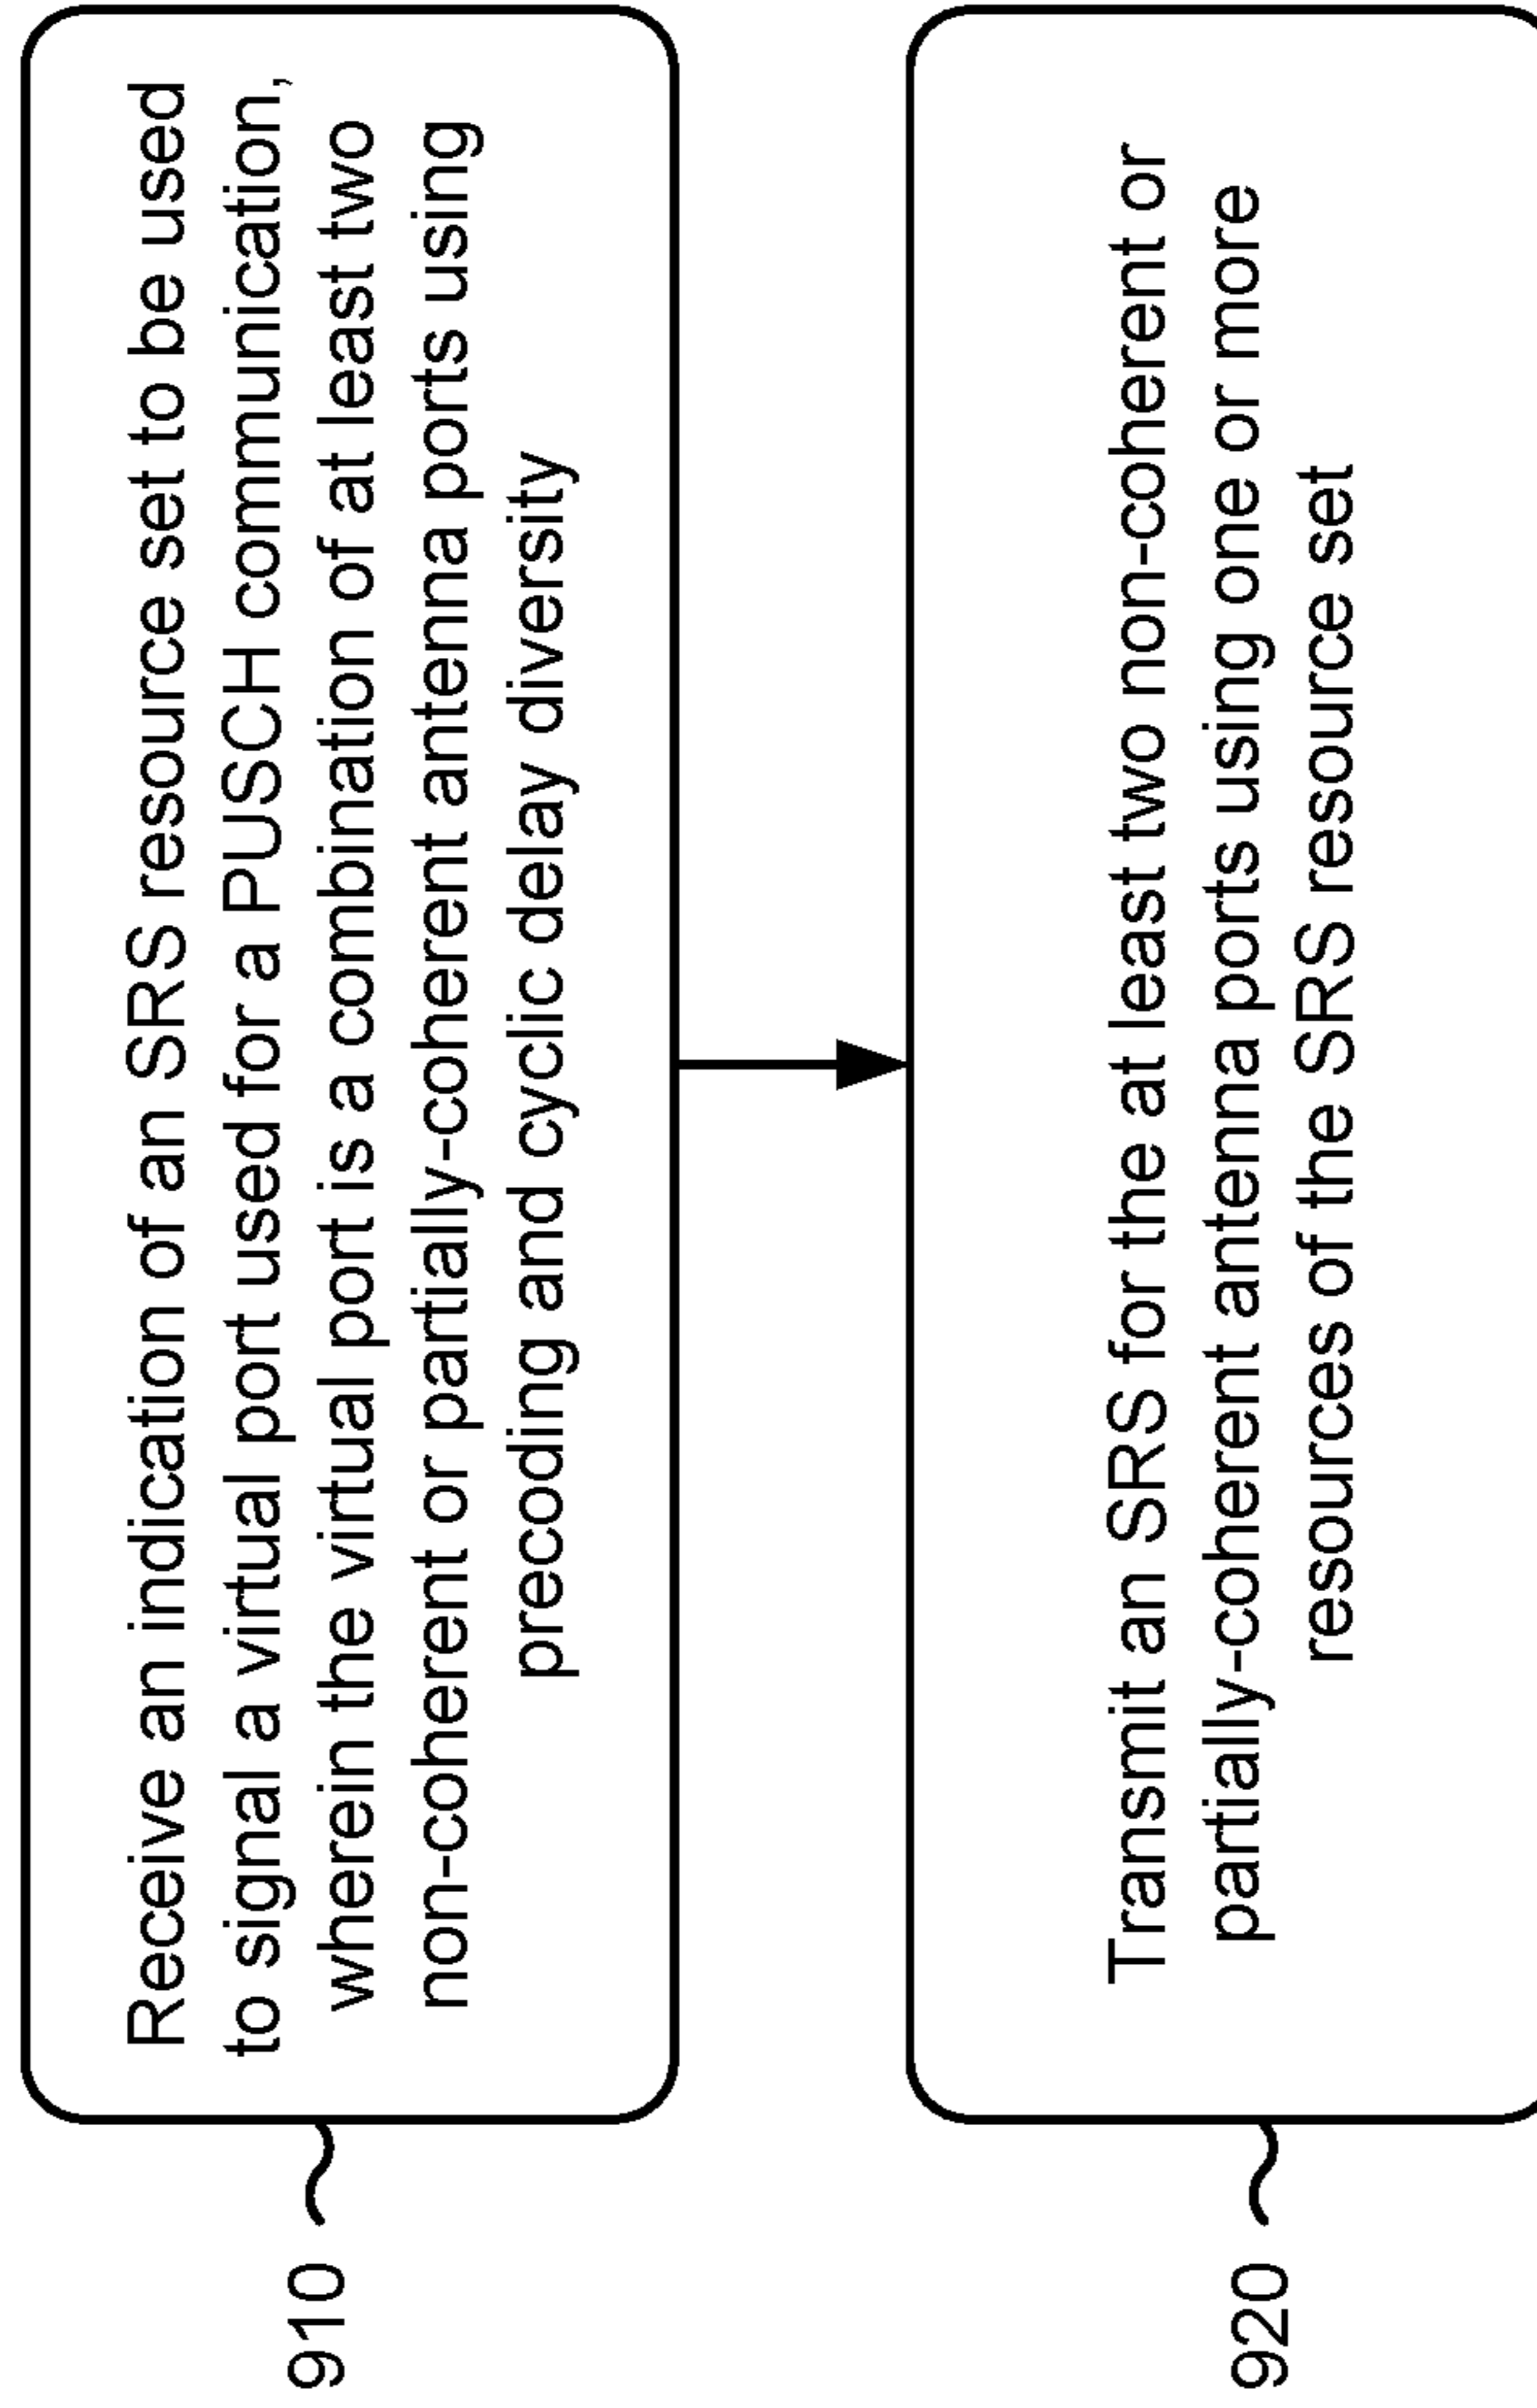 910
Receive an indication of an SRS resource set to be used
to signal a virtual port used for a PUSCH communication,
wherein the virtual port is a combination of at least two
non-coherent or partially-coherent antenna ports using
precoding and cyclic delay diversity
920
Transmit an SRS for the at least two non-coherent or
partially-coherent antenna ports using one or more
resources of the SRS resource set